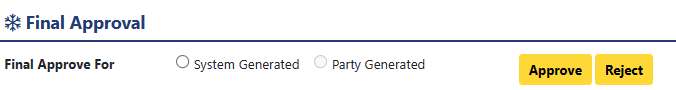 Final Approval
Final Approve For System Generated Party Generated Approve Reject